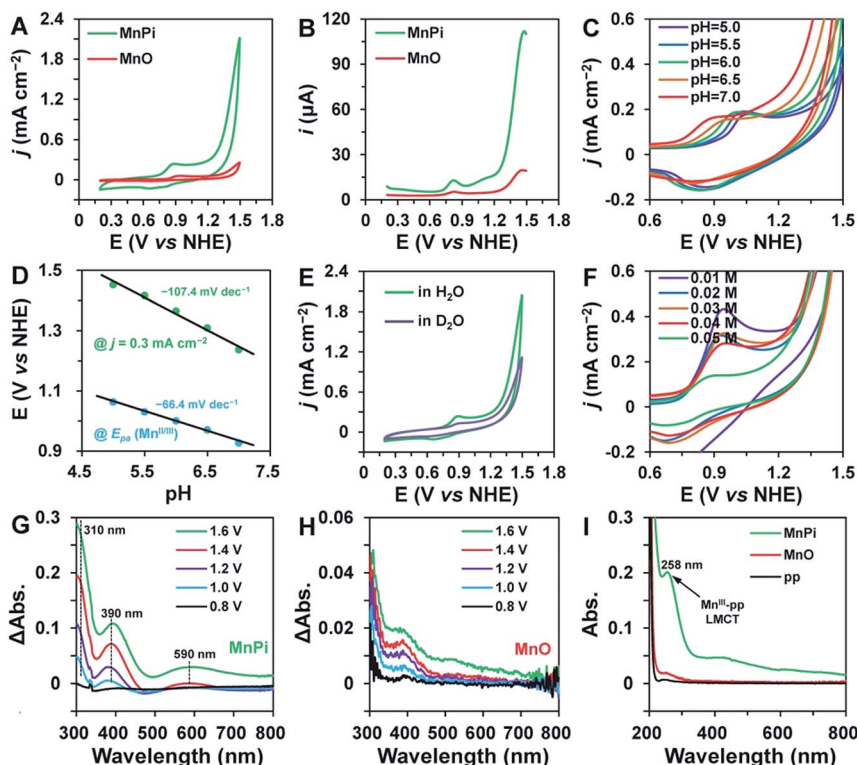 A
j (mA cm⁻²)
2.4
1.8
1.2
0.6
0
MnPi
MnO
0.3 0.6 0.9 1.2 1.5 1.8
E (V vs NHE)
B
i (µA)
120
90
60
30
0
MnPi
MnO
0.3 0.6 0.9 1.2 1.5 1.8
E (V vs NHE)
C
j (mA cm⁻²)
0.6
0.4
0.2
0
-0.2
pH=5.0
pH=5.5
pH=6.0
pH=6.5
pH=7.0
0.6 0.9 1.2 1.5
E (V vs NHE)
D
E (V vs NHE)
1.5
1.3
1.1
0.9
−107.4 mV dec⁻¹
@ j = 0.3 mA cm⁻²
−66.4 mV dec⁻¹
@ Epa (MnII/III)
4.5 5.5 6.5 7.5
pH
E
j (mA cm⁻²)
2.4
1.8
1.2
0.6
0
in H₂O
in D₂O
0 0.3 0.6 0.9 1.2 1.5 1.8
E (V vs NHE)
F
j (mA cm⁻²)
0.6
0.4
0.2
0
-0.2
0.01 M
0.02 M
0.03 M
0.04 M
0.05 M
0.6 0.9 1.2 1.5
E (V vs NHE)
G
ΔAbs.
0.3
0.2
0.1
0
310 nm
390 nm
590 nm
1.6 V
1.4 V
1.2 V
1.0 V
0.8 V
MnPi
300 400 500 600 700 800
Wavelength (nm)
H
ΔAbs.
0.06
0.04
0.02
0
1.6 V
1.4 V
1.2 V
1.0 V
0.8 V
MnO
300 400 500 600 700 800
Wavelength (nm)
I
Abs.
0.3
0.2
0.1
0
258 nm
MnIII-pp
LMCT
MnPi
MnO
pp
200 400 600 800
Wavelength (nm)